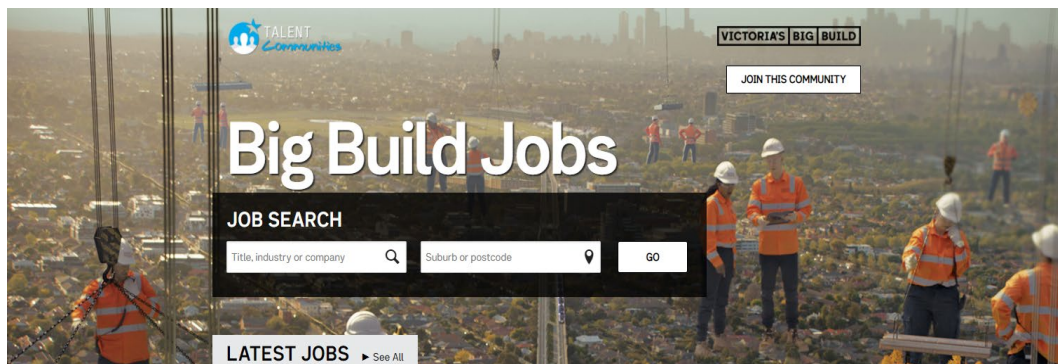 TALENT
Communities
VICTORIA'S BIG BUILD
JOIN THIS COMMUNITY
Big Build Jobs
JOB SEARCH
Title, industry or company
Suburb or postcode
GO
LATEST JOBS ▶ See All